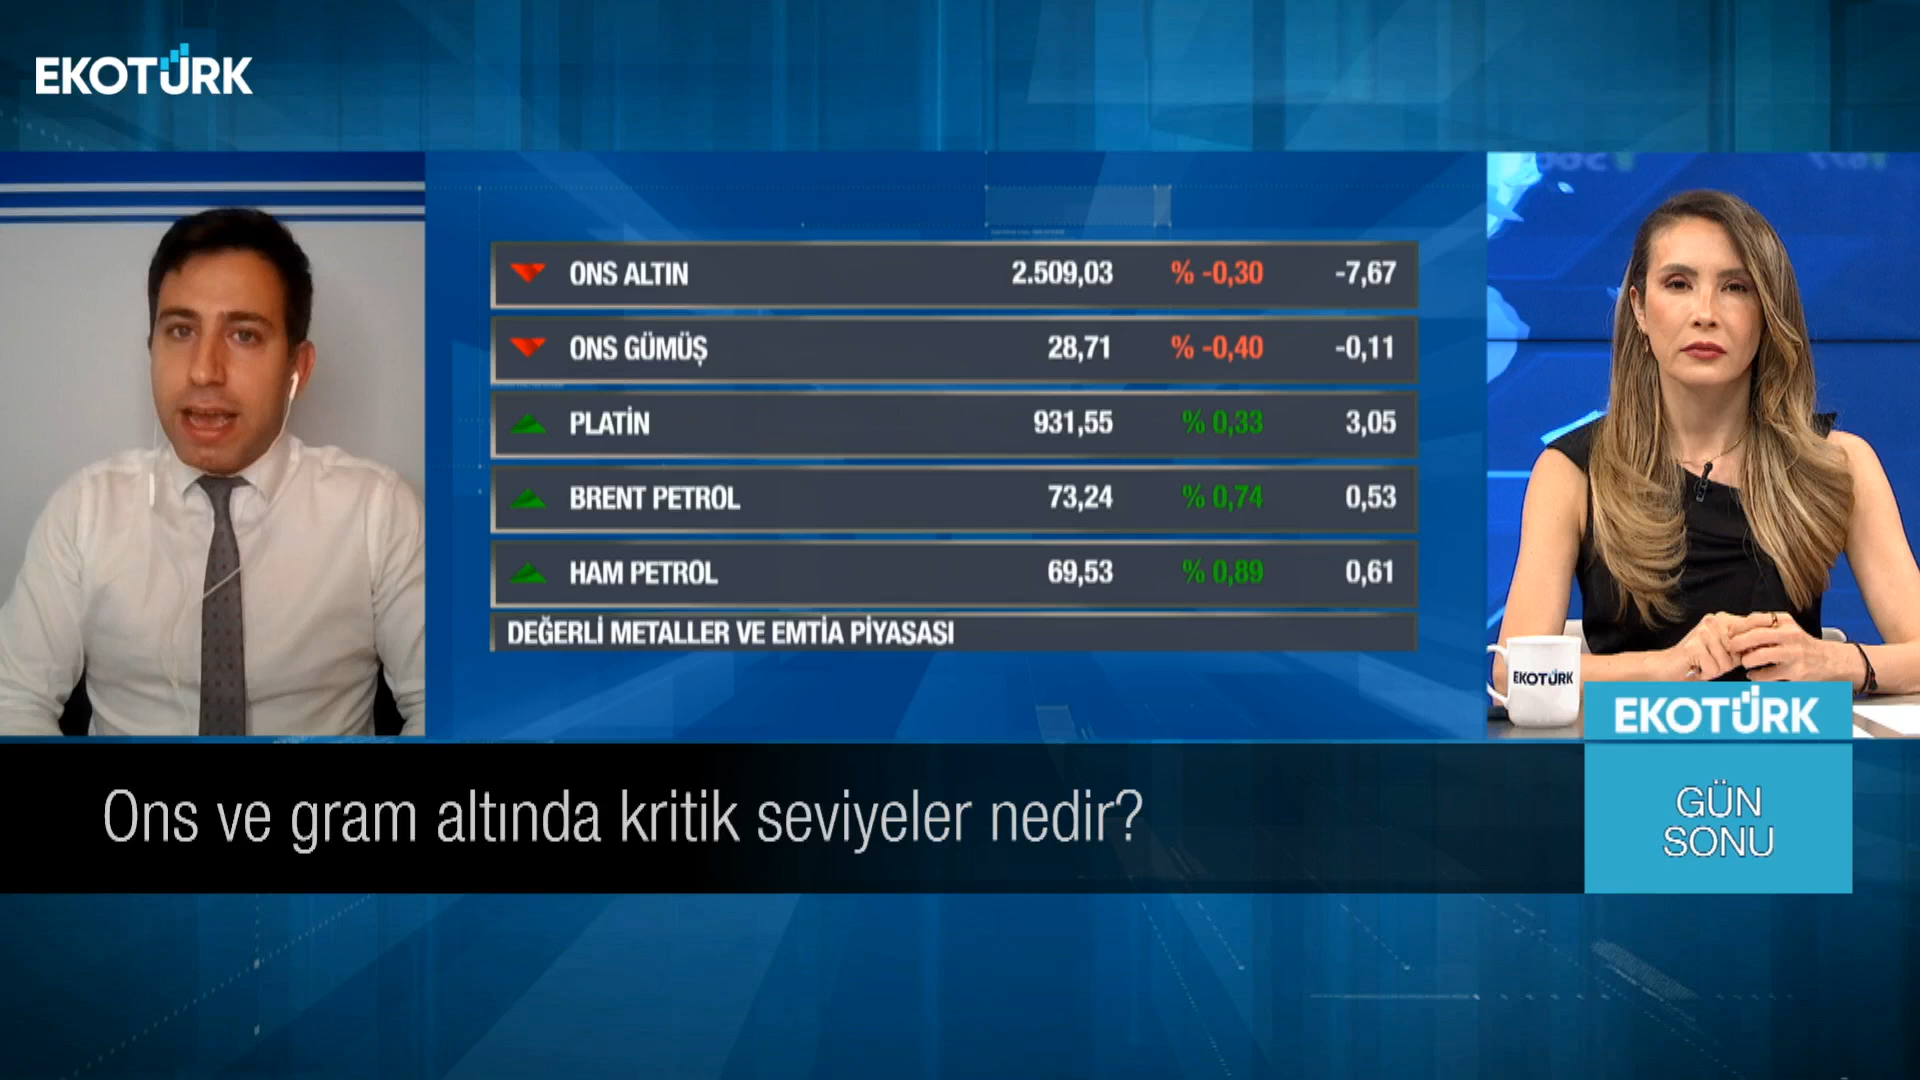 EKOTÜRK
ONS ALTIN 2.509,03 % -0,30 -7,67
ONS GÜMÜŞ 28,71 % -0,40 -0,11
PLATİN 931,55 % 0,33 3,05
BRENT PETROL 73,24 % 0,74 0,53
HAM PETROL 69,53 % 0,89 0,61
DEĞERLİ METALLER VE EMTİA PİYASASI
EKOTÜRK
EKOTÜRK
Ons ve gram altında kritik seviyeler nedir?
GÜN
SONU